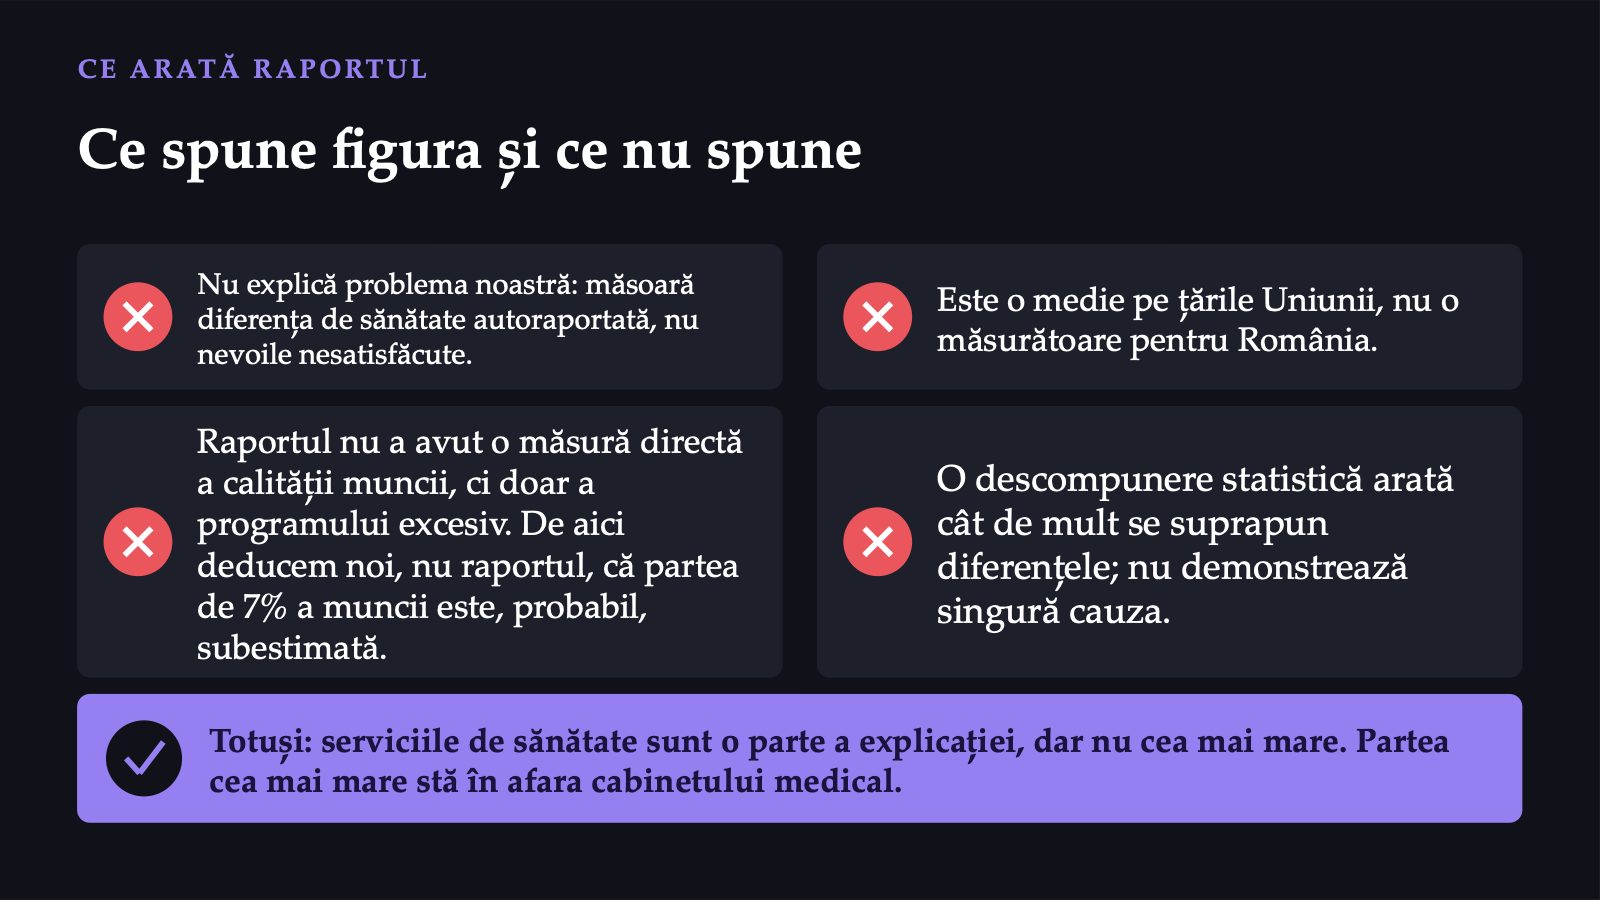 CE ARATĂ RAPORTUL
Ce spune figura și ce nu spune
Nu explică problema noastră: măsoară
diferența de sănătate autoraportată, nu
nevoile nesatisfăcute.
Este o medie pe țările Uniunii, nu o
măsurătoare pentru România.
Raportul nu a avut o măsură directă
a calității muncii, ci doar a
programului excesiv. De aici
deducem noi, nu raportul, că partea
de 7% a muncii este, probabil,
subestimată.
O descompunere statistică arată
cât de mult se suprapun
diferențele; nu demonstrează
singură cauza.
Totuși: serviciile de sănătate sunt o parte a explicației, dar nu cea mai mare. Partea
cea mai mare stă în afara cabinetului medical.